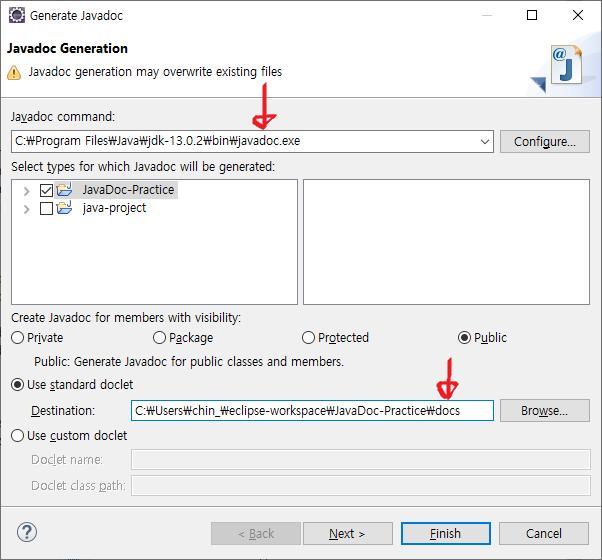 Generate Javadoc
Javadoc Generation
Javadoc generation may overwrite existing files
@
J
Javadoc command:
C:₩Program Files₩Java₩jdk-13.0.2₩bin₩javadoc.exe
Configure...
Select types for which Javadoc will be generated:
JavaDoc-Practice
java-project
Create Javadoc for members with visibility:
Private Package Protected Public
Public: Generate Javadoc for public classes and members.
Use standard doclet
Destination: C:₩Users₩chin_₩eclipse-workspace₩JavaDoc-Practice₩docs Browse...
Use custom doclet
Doclet name:
Doclet class path:
? < Back Next > Finish Cancel